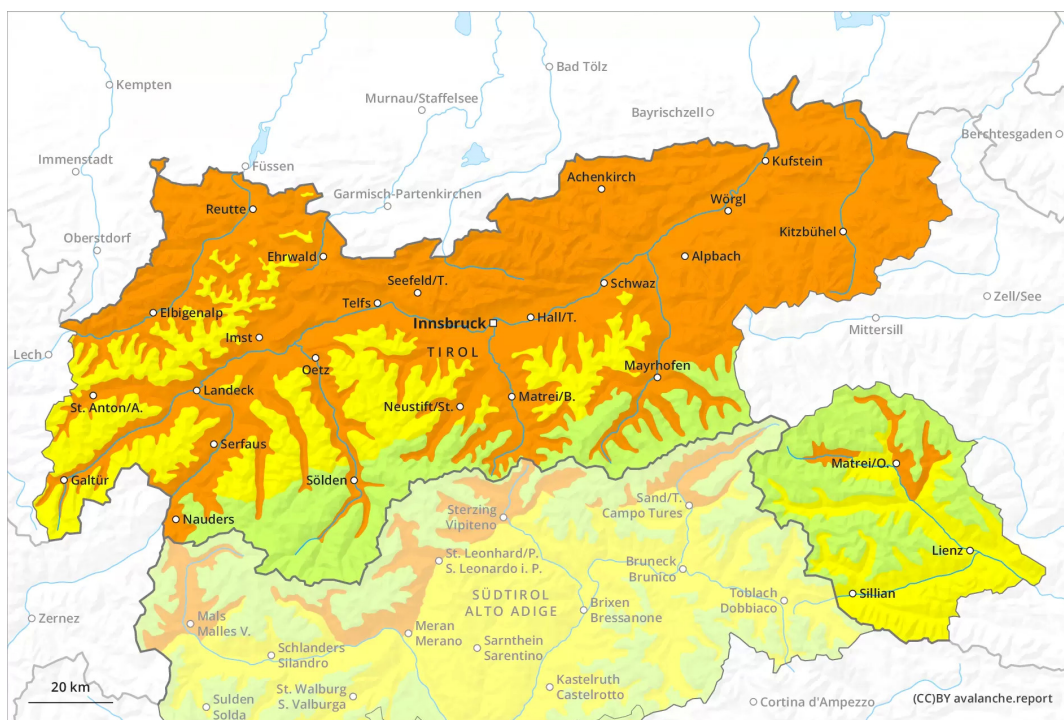 Kempten
Bad Tölz
Murnau/Staffelsee
Bayrischzell
Berchtesgaden
Immenstadt
Füssen
Kufstein
Achenkirch
Garmisch-Partenkirchen
Reutte
Wörgl
Oberstdorf
Kitzbühel
Ehrwald
Alpbach
Seefeld/T.
Schwaz
Zell/See
Telfs
Elbigenalp
Innsbruck
Hall/T.
Mittersill
Imst
Lech
TIROL
Oetz
Mayrhofen
Landeck
St. Anton/A.
Neustift/St.
Matrei/B.
Serfaus
Matrei/O.
Galtür
Sölden
Sand/T.
Campo Tures
Sterzing
Vipiteno
Nauders
Lienz
St. Leonhard/P.
S. Leonardo i. P.
Bruneck
Brunico
Sillian
SÜDTIROL
ALTO ADIGE
Toblach
Dobbiaco
Brixen
Bressanone
Zernez
Mals
Malles V.
Meran
Merano
Sarnthein
Sarentino
Schlanders
Silandro
Kastelruth
Castelrotto
20 km
St. Walburg
S. Valburga
Sulden
Solda
Cortina d'Ampezzo
(CC)BY avalanche.report